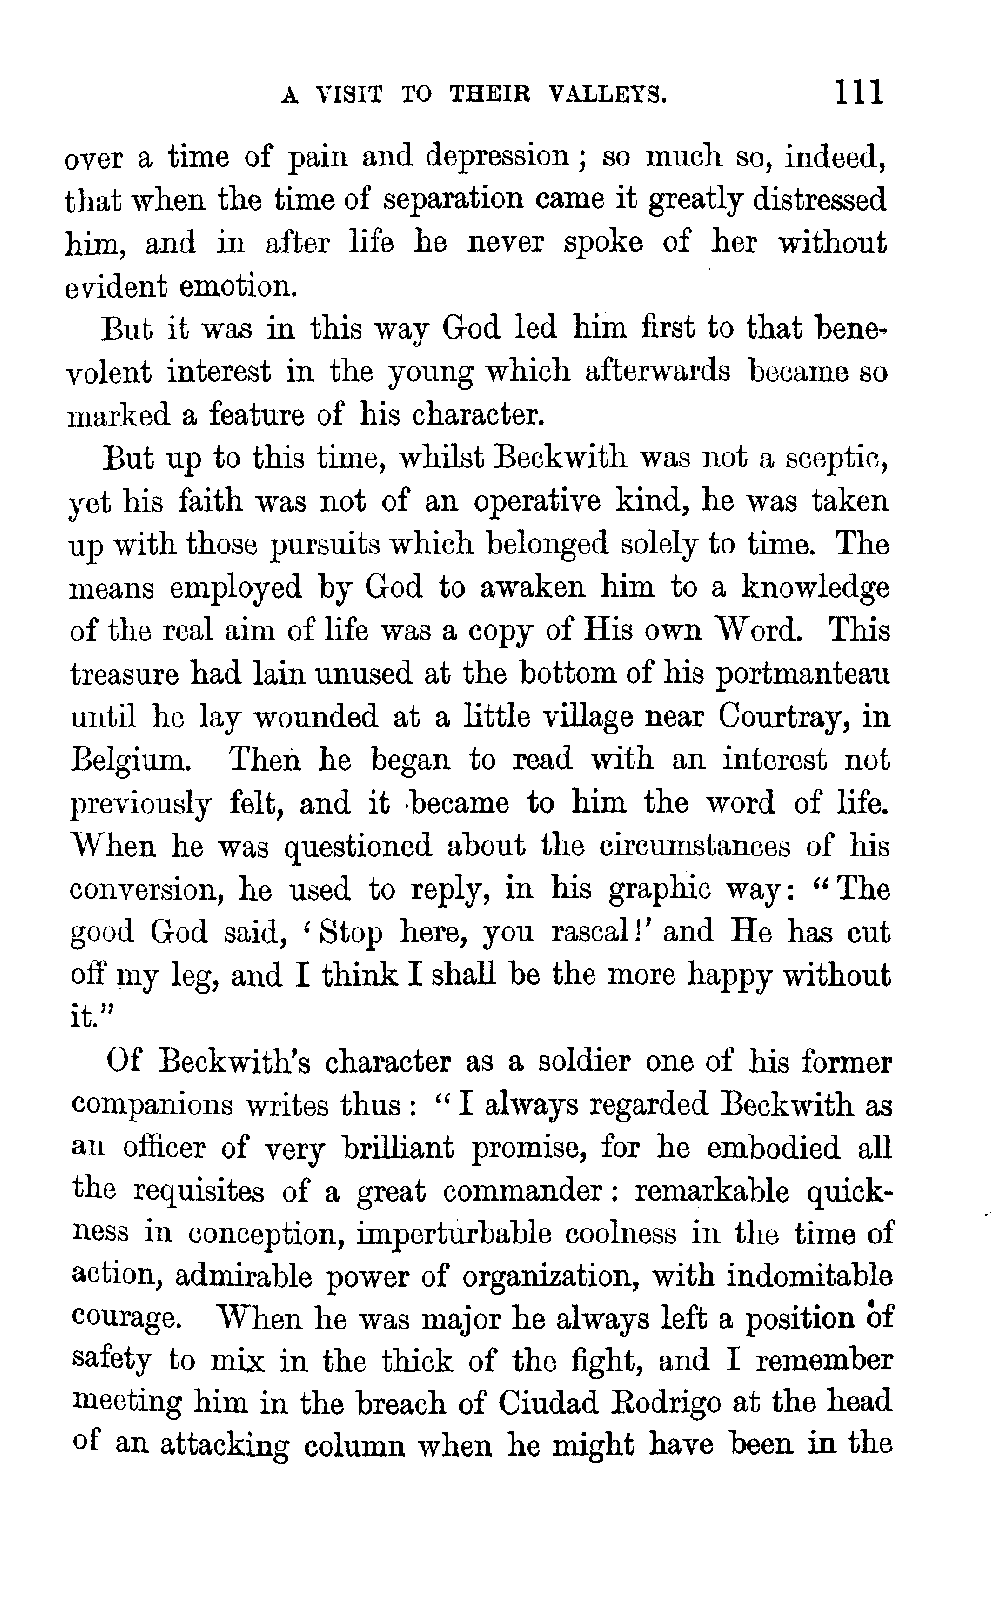 A VISIT TO THEIR VALLEYS. 111
over a time of pain and depression ; so much so, indeed,
that when the time of separation came it greatly distressed
him, and in after life he never spoke of her without
evident emotion.
But it was in this way God led him first to that bene-
volent interest in the young which afterwards became so
marked a feature of his character.
But up to this time, whilst Beckwith was not a sceptic,
yet his faith was not of an operative kind, he was taken
up with those pursuits which belonged solely to time. The
means employed by God to awaken him to a knowledge
of the real aim of life was a copy of His own Word. This
treasure had lain unused at the bottom of his portmanteau
until he lay wounded at a little village near Courtray, in
Belgium. Then he began to read with an interest not
previously felt, and it became to him the word of life.
When he was questioned about the circumstances of his
conversion, he used to reply, in his graphic way: “The
good God said, ‘Stop here, you rascal!’ and He has cut
off my leg, and I think I shall be the more happy without
it.”
Of Beckwith's character as a soldier one of his former
companions writes thus : “I always regarded Beckwith as
an officer of very brilliant promise, for he embodied all
the requisites of a great commander : remarkable quick-
ness in conception, imperturbable coolness in the time of
action, admirable power of organization, with indomitable
courage. When he was major he always left a position of
safety to mix in the thick of the fight, and I remember
meeting him in the breach of Ciudad Rodrigo at the head
of an attacking column when he might have been in the